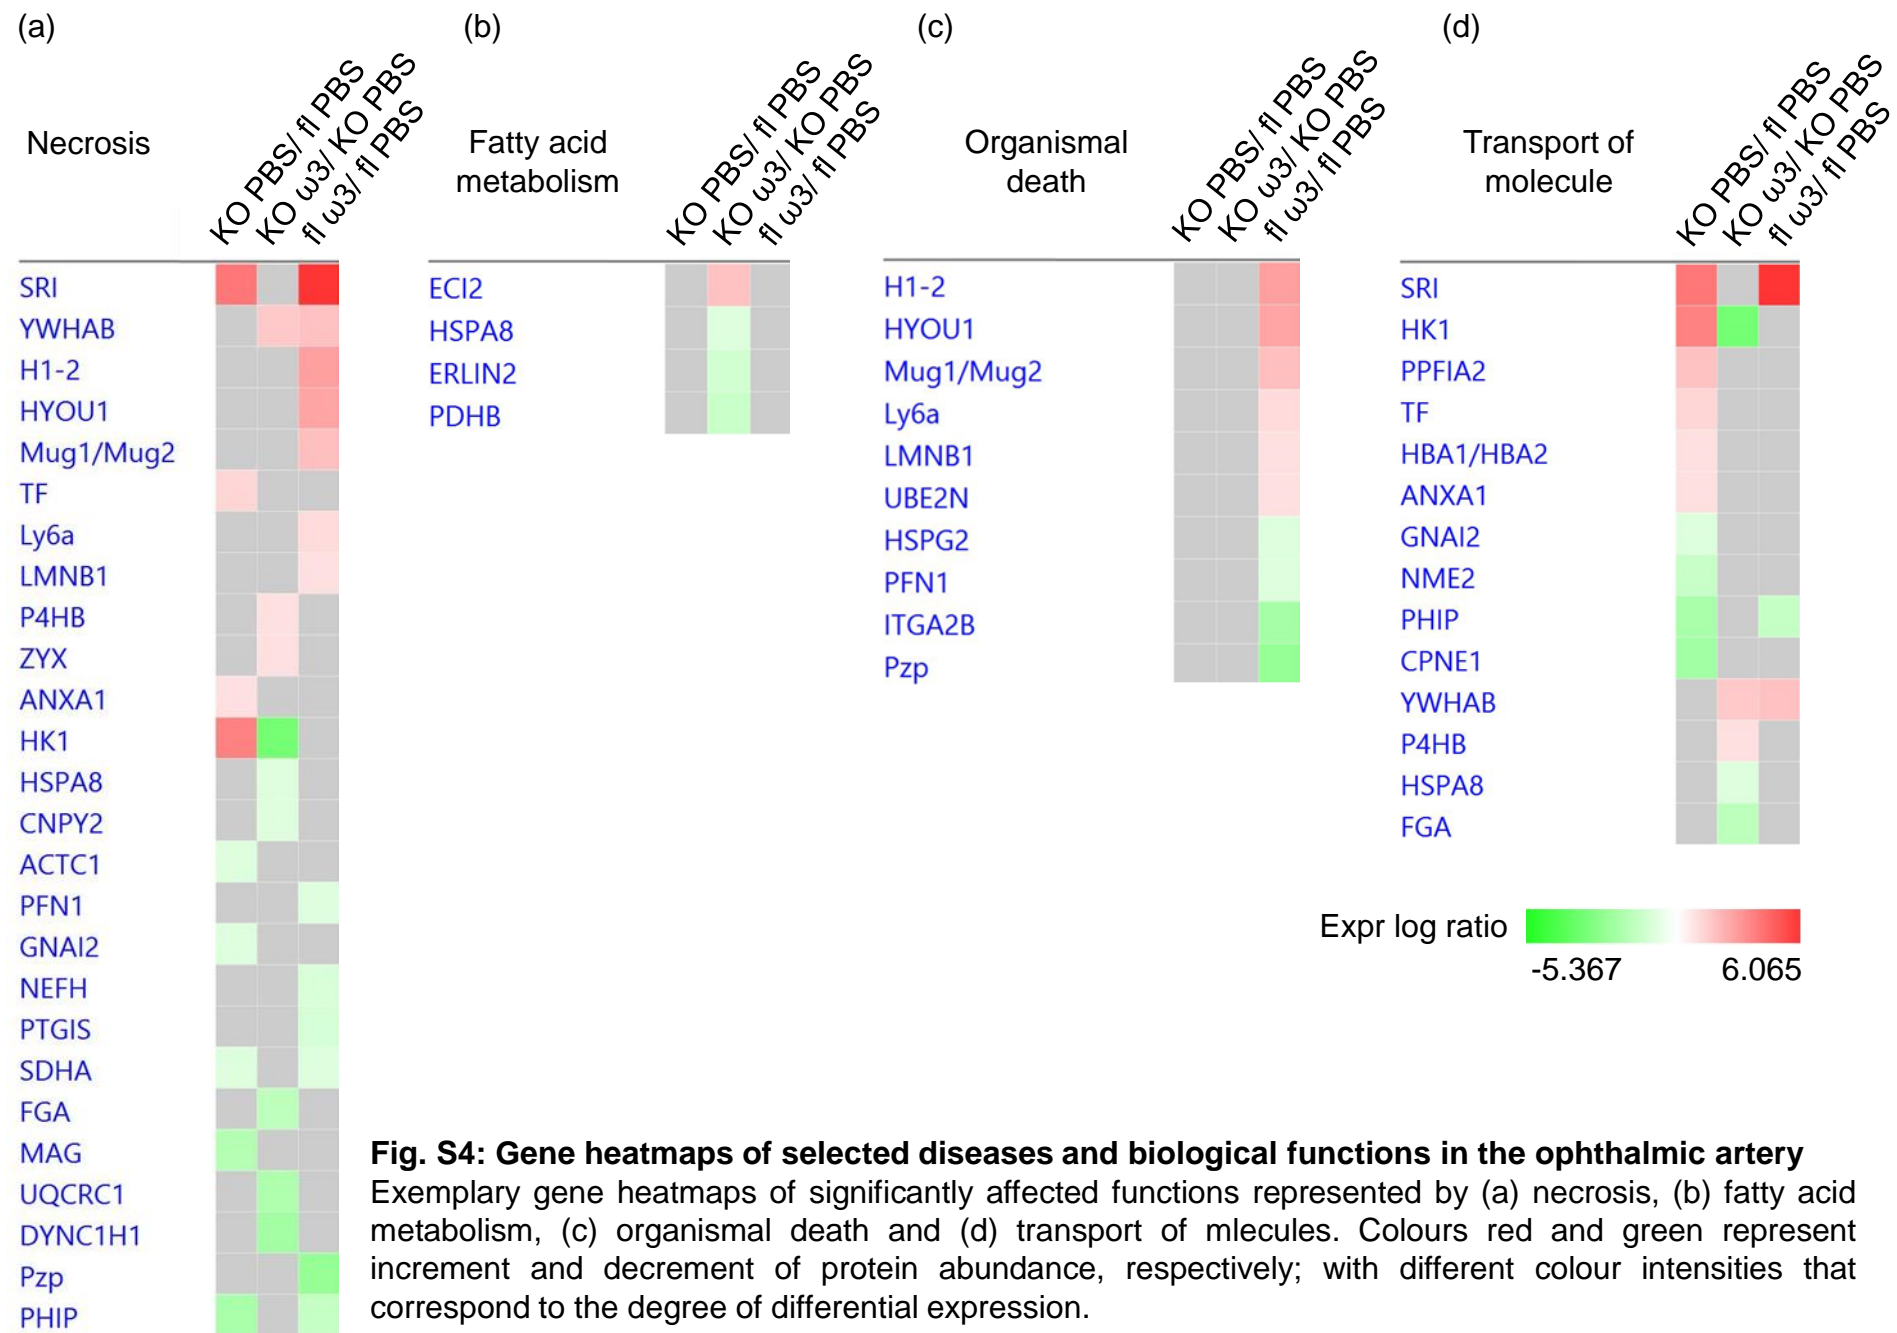 (a)
Necrosis
KO PBS/ fl PBS
KO ω3/ KO PBS
fl ω3/ fl PBS
SRI
YWHAB
H1-2
HYOU1
Mug1/Mug2
TF
Ly6a
LMNB1
P4HB
ZYX
ANXA1
HK1
HSPA8
CNPY2
ACTC1
PFN1
GNAI2
NEFH
PTGIS
SDHA
FGA
MAG
UQCRC1
DYNC1H1
Pzp
PHIP
(b)
Fatty acid
metabolism
KO PBS/ fl PBS
KO ω3/ KO PBS
fl ω3/ fl PBS
ECI2
HSPA8
ERLIN2
PDHB
(c)
Organismal
death
KO PBS/ fl PBS
KO ω3/ KO PBS
fl ω3/ fl PBS
H1-2
HYOU1
Mug1/Mug2
Ly6a
LMNB1
UBE2N
HSPG2
PFN1
ITGA2B
Pzp
(d)
Transport of
molecule
KO PBS/ fl PBS
KO ω3/ KO PBS
fl ω3/ fl PBS
SRI
HK1
PPFIA2
TF
HBA1/HBA2
ANXA1
GNAI2
NME2
PHIP
CPNE1
YWHAB
P4HB
HSPA8
FGA
Expr log ratio
-5.367 6.065
Fig. S4: Gene heatmaps of selected diseases and biological functions in the ophthalmic artery
Exemplary gene heatmaps of significantly affected functions represented by (a) necrosis, (b) fatty acid
metabolism, (c) organismal death and (d) transport of mlecules. Colours red and green represent
increment and decrement of protein abundance, respectively; with different colour intensities that
correspond to the degree of differential expression.